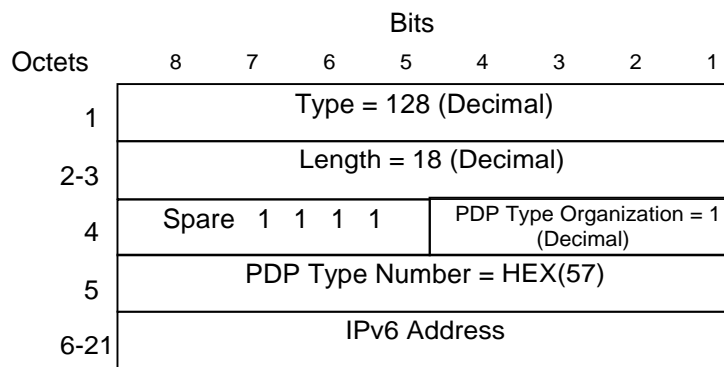 Bits
Octets 8 7 6 5 4 3 2 1
1 Type = 128 (Decimal)
2-3 Length = 18 (Decimal)
4 Spare 1 1 1 1 PDP Type Organization = 1
(Decimal)
5 PDP Type Number = HEX(57)
6-21 IPv6 Address